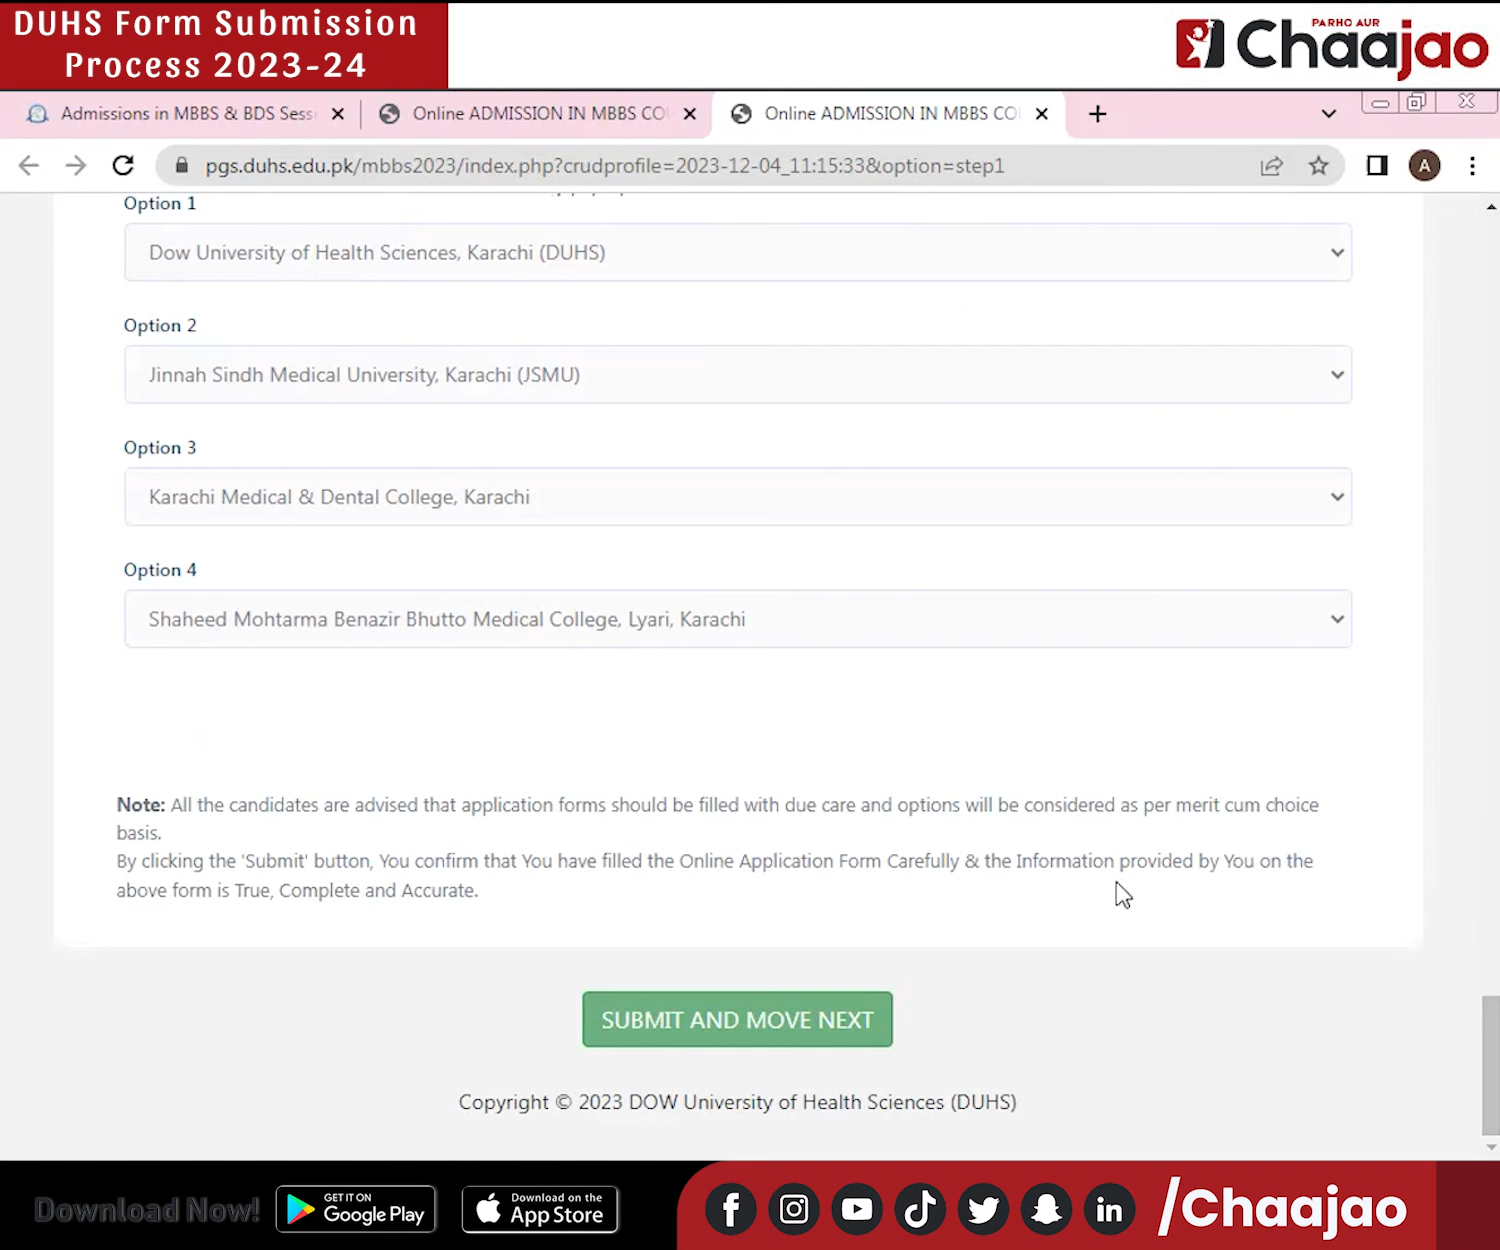 DUHS Form Submission
Process 2023-24
PARHO AUR
Chaajao
Admissions in MBBS & BDS Sess
Online ADMISSION IN MBBS CO
Online ADMISSION IN MBBS CO
pgs.duhs.edu.pk/mbbs2023/index.php?crudprofile=2023-12-04_11:15:33&option=step1
A
Option 1
Dow University of Health Sciences, Karachi (DUHS)
Option 2
Jinnah Sindh Medical University, Karachi (JSMU)
Option 3
Karachi Medical & Dental College, Karachi
Option 4
Shaheed Mohtarma Benazir Bhutto Medical College, Lyari, Karachi
Note: All the candidates are advised that application forms should be filled with due care and options will be considered as per merit cum choice
basis.
By clicking the 'Submit' button, You confirm that You have filled the Online Application Form Carefully & the Information provided by You on the
above form is True, Complete and Accurate.
SUBMIT AND MOVE NEXT
Copyright © 2023 DOW University of Health Sciences (DUHS)
Download Now!
GET IT ON
Google Play
Download on the
App Store
/Chaajao